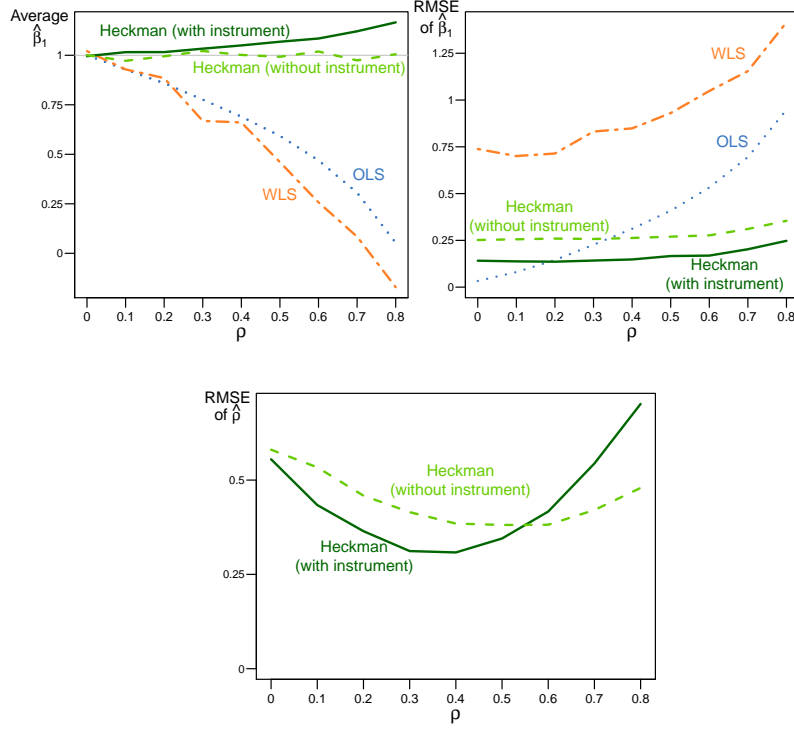 Average
β̂₁
Heckman (with instrument)
1
Heckman (without instrument)
0.75
0.5
OLS
WLS
0.25
0
0 0.1 0.2 0.3 0.4 0.5 0.6 0.7 0.8
ρ
RMSE
of β̂₁
1.25
WLS
1
OLS
0.75
0.5
Heckman
(without instrument)
0.25
Heckman
(with instrument)
0
0 0.1 0.2 0.3 0.4 0.5 0.6 0.7 0.8
ρ
RMSE
of ρ̂
0.5
Heckman
(without instrument)
Heckman
(with instrument)
0.25
0
0 0.1 0.2 0.3 0.4 0.5 0.6 0.7 0.8
ρ